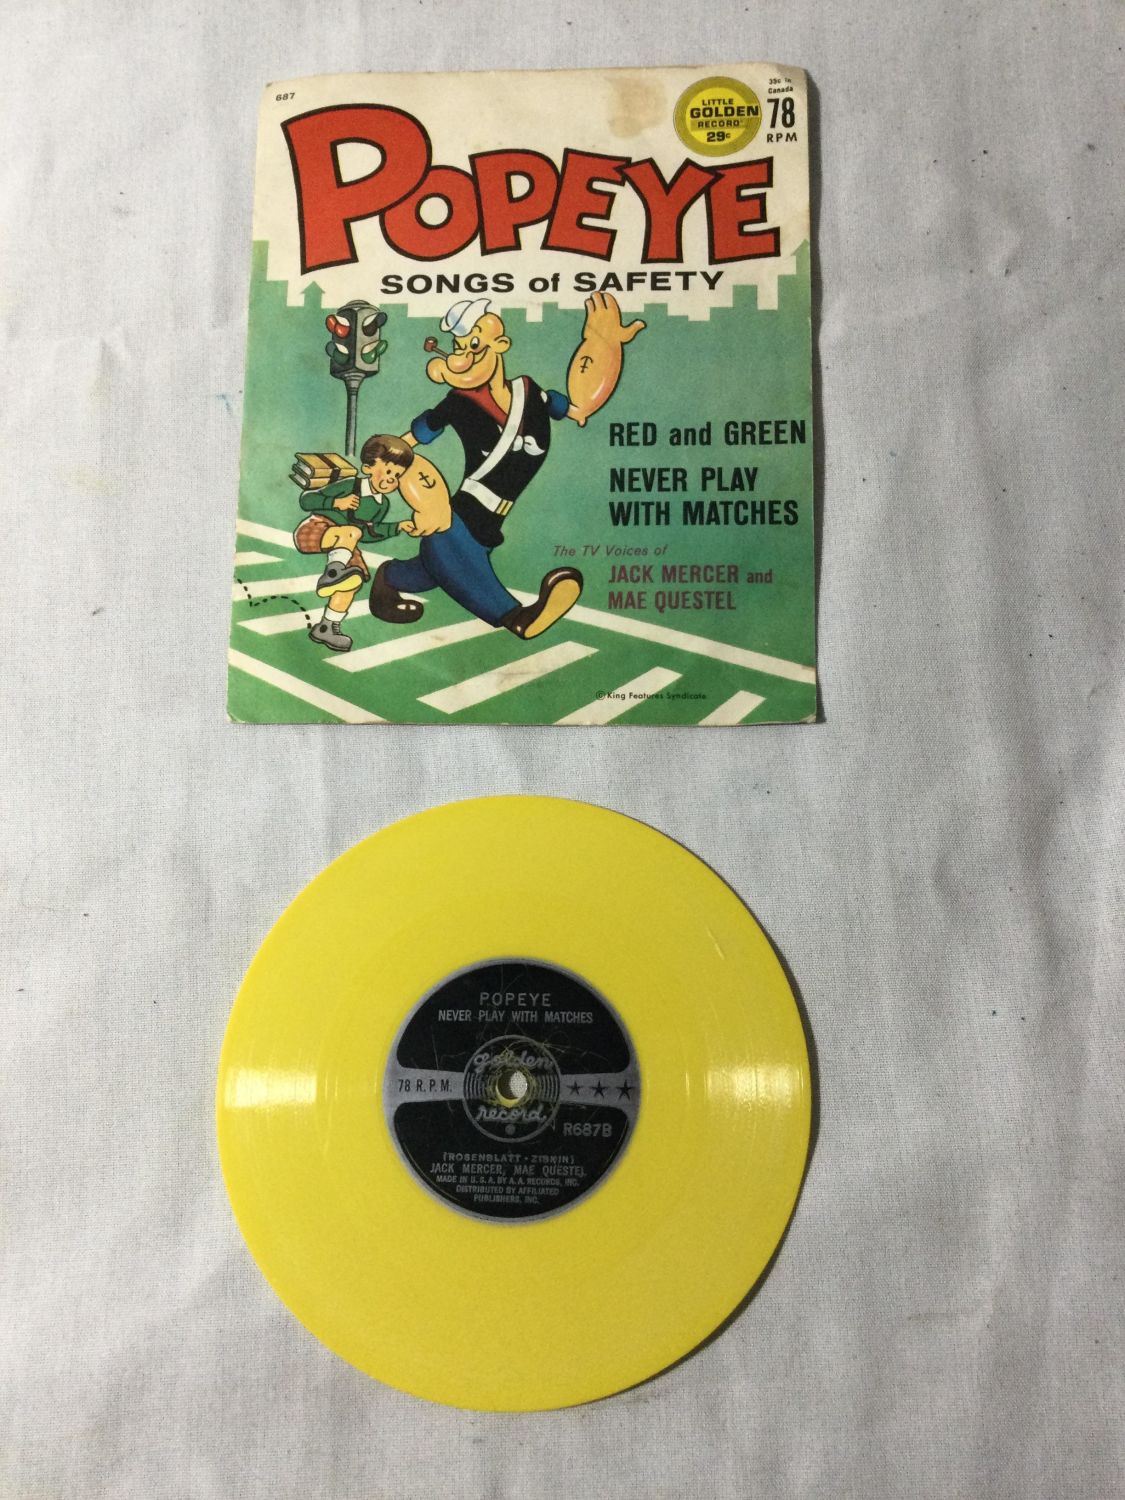 687
POPEYE
LITTLE
GOLDEN
RECORD
29c
35c in
Canada
78
RPM
SONGS of SAFETY
RED and GREEN
NEVER PLAY
WITH MATCHES
The TV Voices of
JACK MERCER and
MAE QUESTEL
© King Features Syndicate
POPEYE
NEVER PLAY WITH MATCHES
78 R.P.M.
golden
record
R687B
(ROSENBLATT - ZISKIN)
JACK MERCER, MAE QUESTEL
MADE IN U.S.A. BY A.A. RECORDS, INC.
DISTRIBUTED BY AFFILIATED
PUBLISHERS, INC.